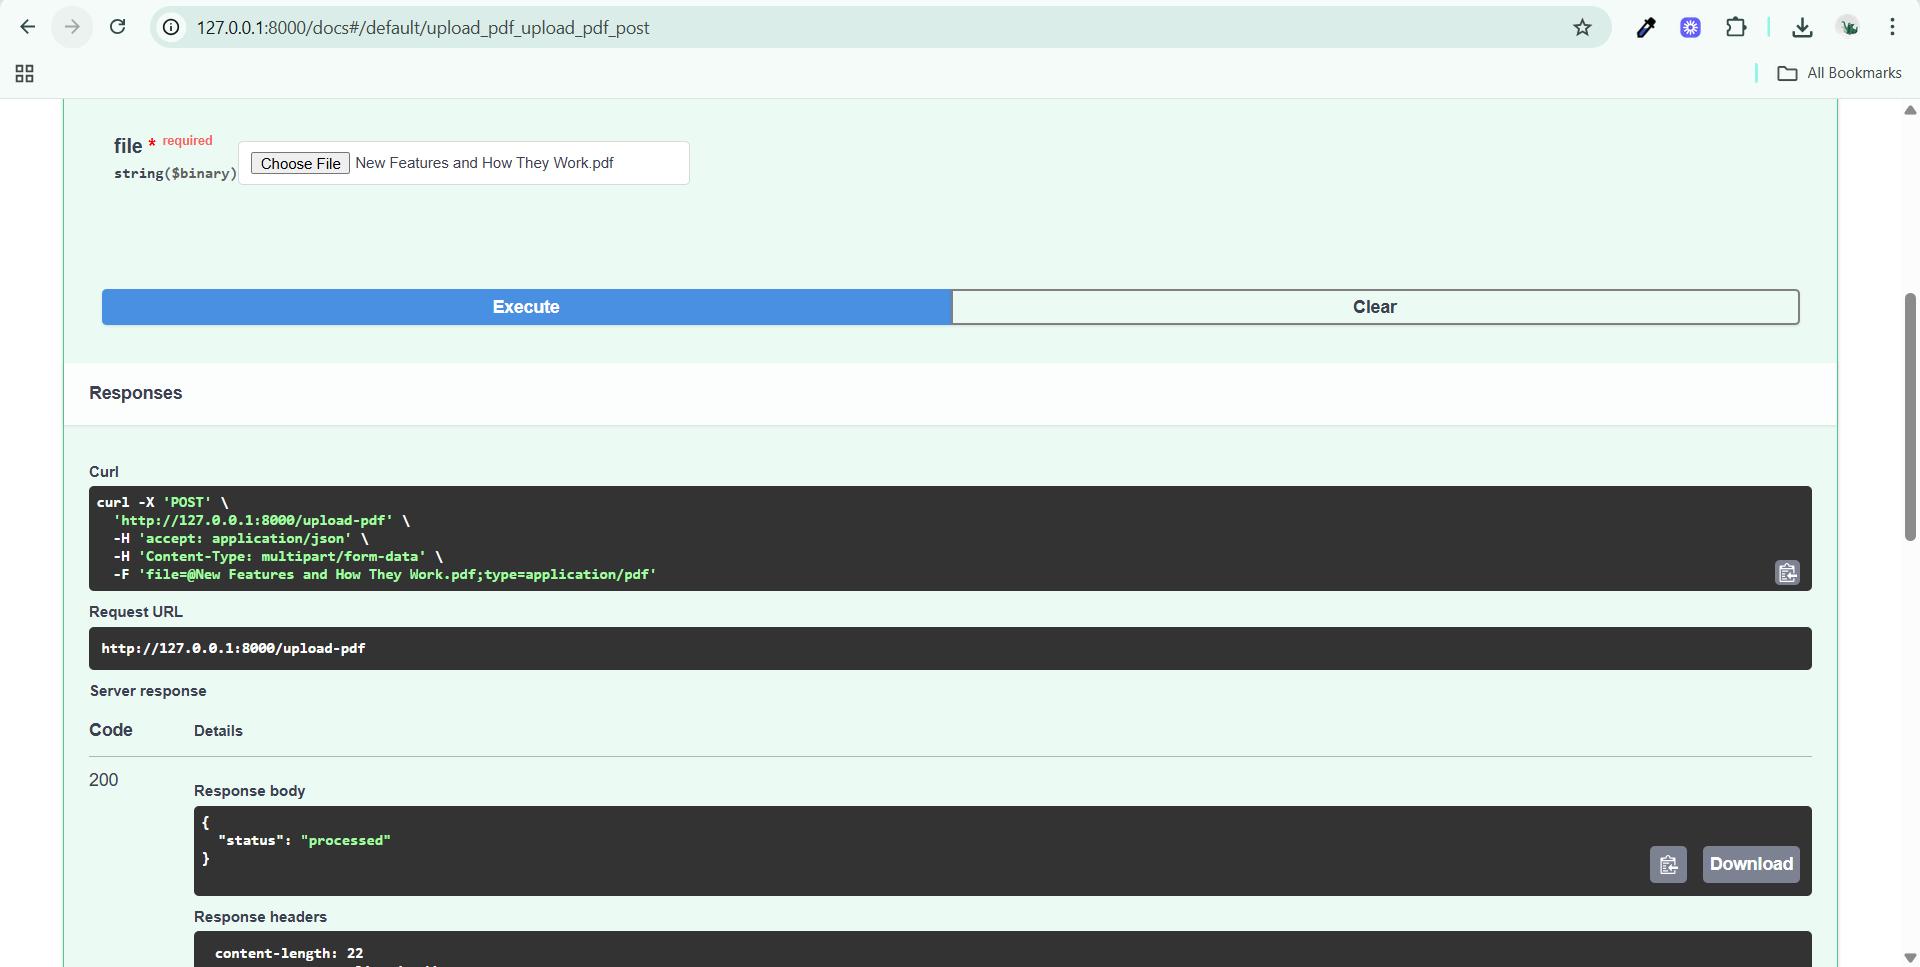 127.0.0.1:8000/docs#/default/upload_pdf_upload_pdf_post
All Bookmarks
file * required
string($binary)
Choose File New Features and How They Work.pdf
Execute
Clear
Responses
Curl
curl -X 'POST' \
  'http://127.0.0.1:8000/upload-pdf' \
  -H 'accept: application/json' \
  -H 'Content-Type: multipart/form-data' \
  -F 'file=@New Features and How They Work.pdf;type=application/pdf'
Request URL
http://127.0.0.1:8000/upload-pdf
Server response
Code Details
200
Response body
{
  "status": "processed"
}
Download
Response headers
content-length: 22